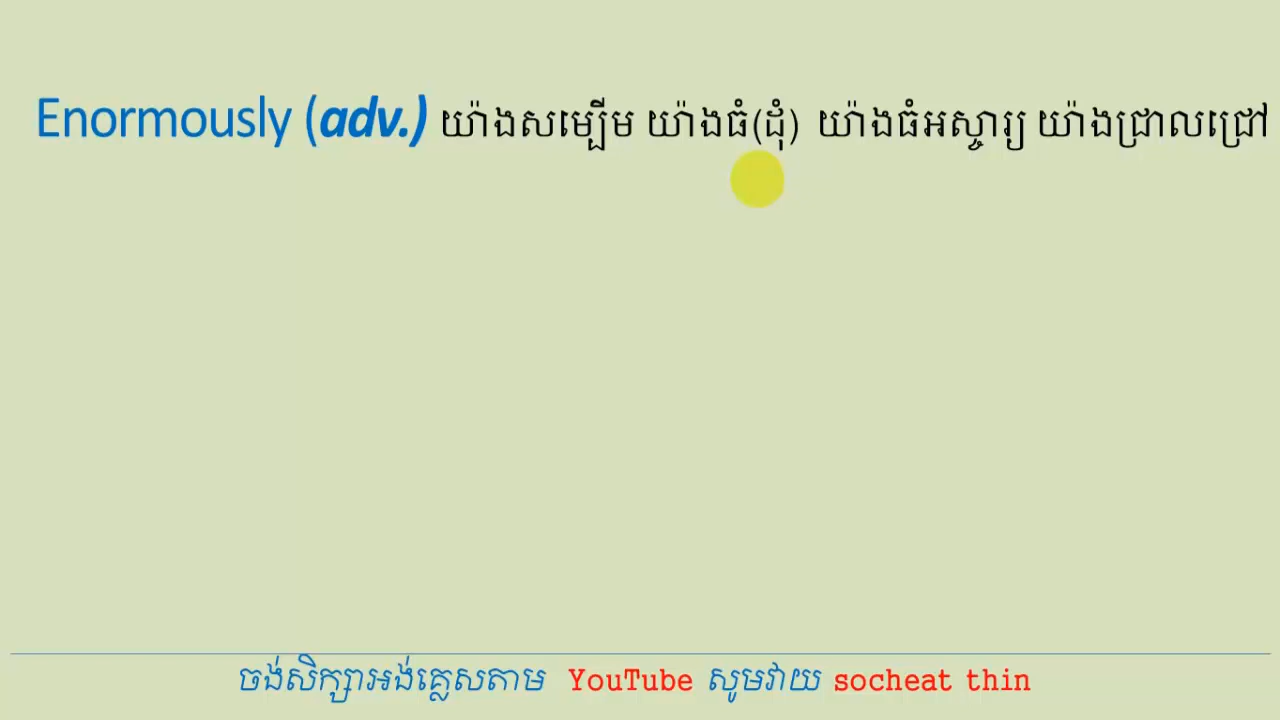 Enormously (adv.) យ៉ាងសម្បើម យ៉ាងធំ(ដុំ) យ៉ាងធំអស្ចារ្យ យ៉ាងជ្រាលជ្រៅ
ចង់សិក្សាអង់គ្លេសតាម YouTube សូមវាយ socheat thin